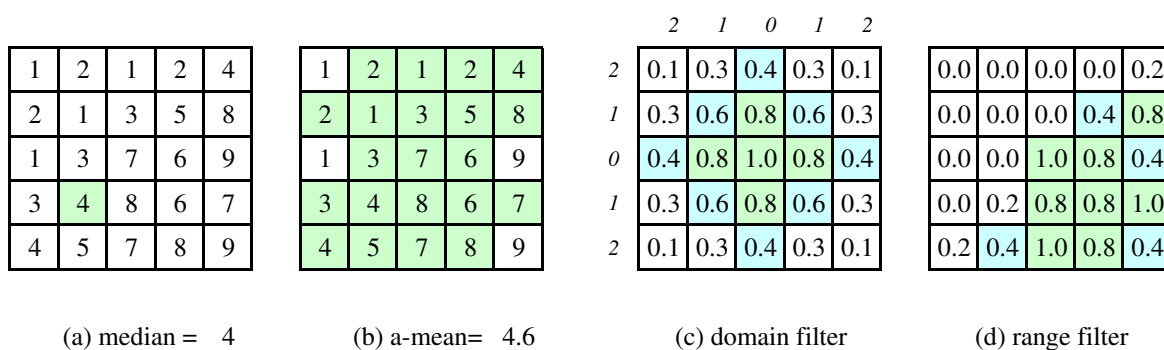 2 1 0 1 2
1 2 1 2 4 1 2 1 2 4 2 0.1 0.3 0.4 0.3 0.1 0.0 0.0 0.0 0.0 0.2
2 1 3 5 8 2 1 3 5 8 1 0.3 0.6 0.8 0.6 0.3 0.0 0.0 0.0 0.4 0.8
1 3 7 6 9 1 3 7 6 9 0 0.4 0.8 1.0 0.8 0.4 0.0 0.0 1.0 0.8 0.4
3 4 8 6 7 3 4 8 6 7 1 0.3 0.6 0.8 0.6 0.3 0.0 0.2 0.8 0.8 1.0
4 5 7 8 9 4 5 7 8 9 2 0.1 0.3 0.4 0.3 0.1 0.2 0.4 1.0 0.8 0.4
(a) median = 4 (b) a-mean= 4.6 (c) domain filter (d) range filter